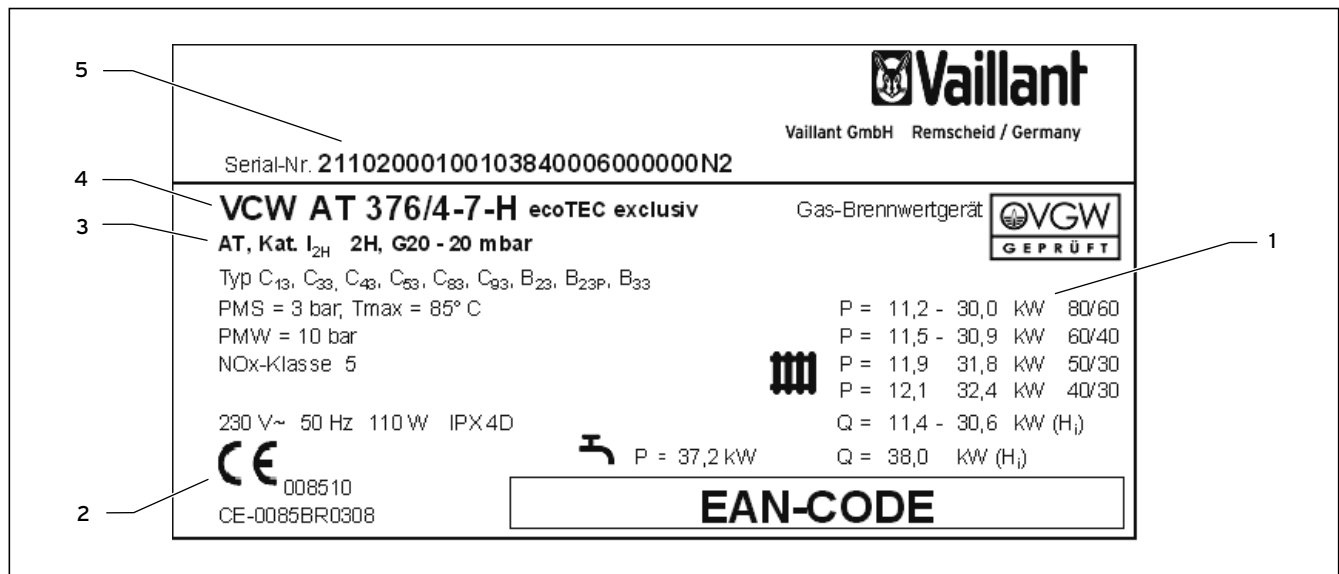 5
Vaillant
Vaillant GmbH Remscheid / Germany
Serial-Nr. 21102000100103840006000000N2
4
VCW AT 376/4-7-H ecoTEC exclusiv
Gas-Brennwertgerät
DVGW
GEPRÜFT
3
AT, Kat. I2H 2H, G20 - 20 mbar
1
Typ C13, C33, C43, C53, C83, C93, B23, B23P, B33
PMS = 3 bar, Tmax = 85° C
PMW = 10 bar
NOx-Klasse 5
P = 11,2 - 30,0 kW 80/60
P = 11,5 - 30,9 kW 60/40
P = 11,9 31,8 kW 50/30
P = 12,1 32,4 kW 40/30
230 V~ 50 Hz 110 W IPX4D
Q = 11,4 - 30,6 kW (Hi)
P = 37,2 kW
Q = 38,0 kW (Hi)
CE
008510
2
CE-0085BR0308
EAN-CODE